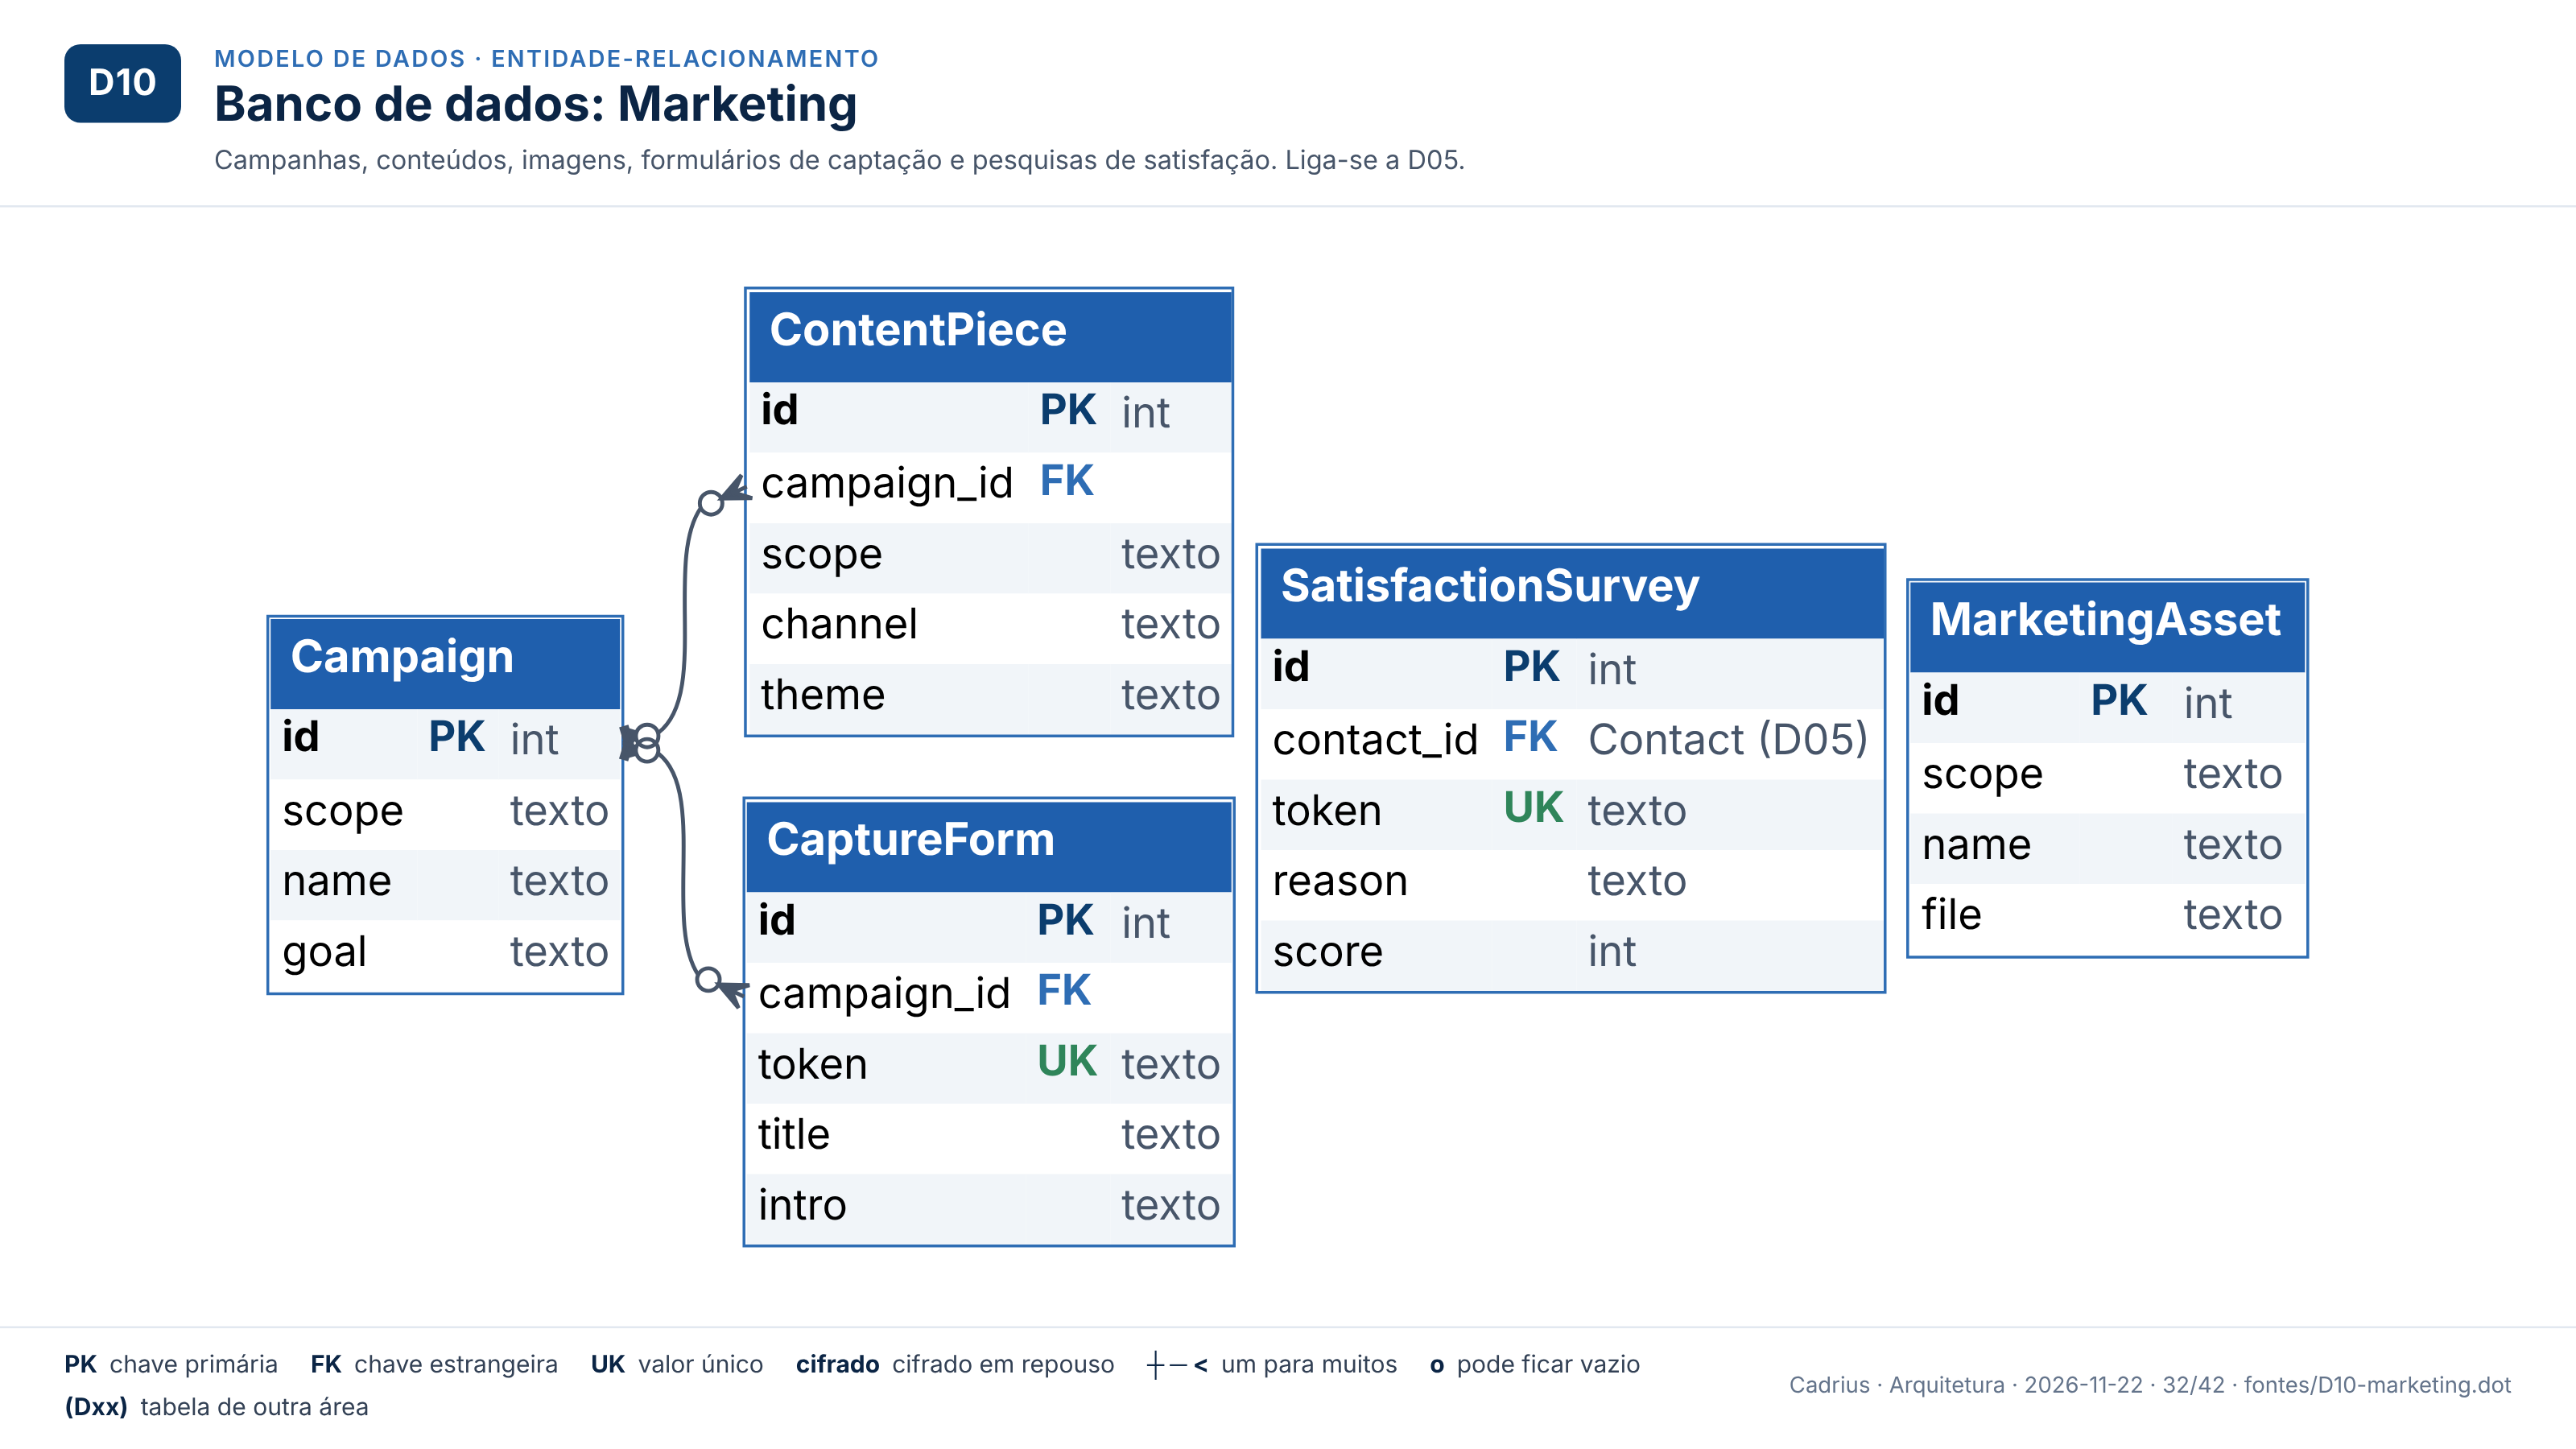 D10
MODELO DE DADOS · ENTIDADE-RELACIONAMENTO
Banco de dados: Marketing
Campanhas, conteúdos, imagens, formulários de captação e pesquisas de satisfação. Liga-se a D05.
ContentPiece
id PK int
campaign_id FK
scope texto
channel texto
theme texto
Campaign
id PK int
scope texto
name texto
goal texto
CaptureForm
id PK int
campaign_id FK
token UK texto
title texto
intro texto
SatisfactionSurvey
id PK int
contact_id FK Contact (D05)
token UK texto
reason texto
score int
MarketingAsset
id PK int
scope texto
name texto
file texto
PK chave primária FK chave estrangeira UK valor único cifrado cifrado em repouso ┼─< um para muitos o pode ficar vazio
(Dxx) tabela de outra área
Cadrius · Arquitetura · 2026-11-22 · 32/42 · fontes/D10-marketing.dot